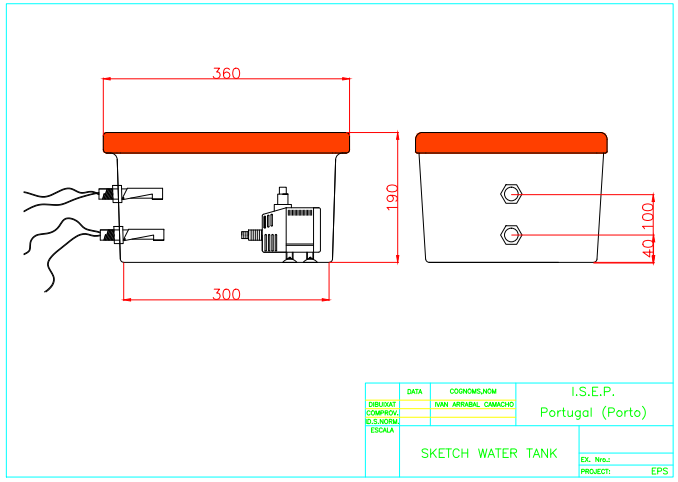 360
190
100
40
300
DATA
COGNOMS,NOM
I.S.E.P.
DIBUIXAT
IVAN ARRABAL CAMACHO
COMPROV.
Portugal (Porto)
ID.S.NORM.
ESCALA
SKETCH WATER TANK
EX. Nro.:
PROJECT:
EPS